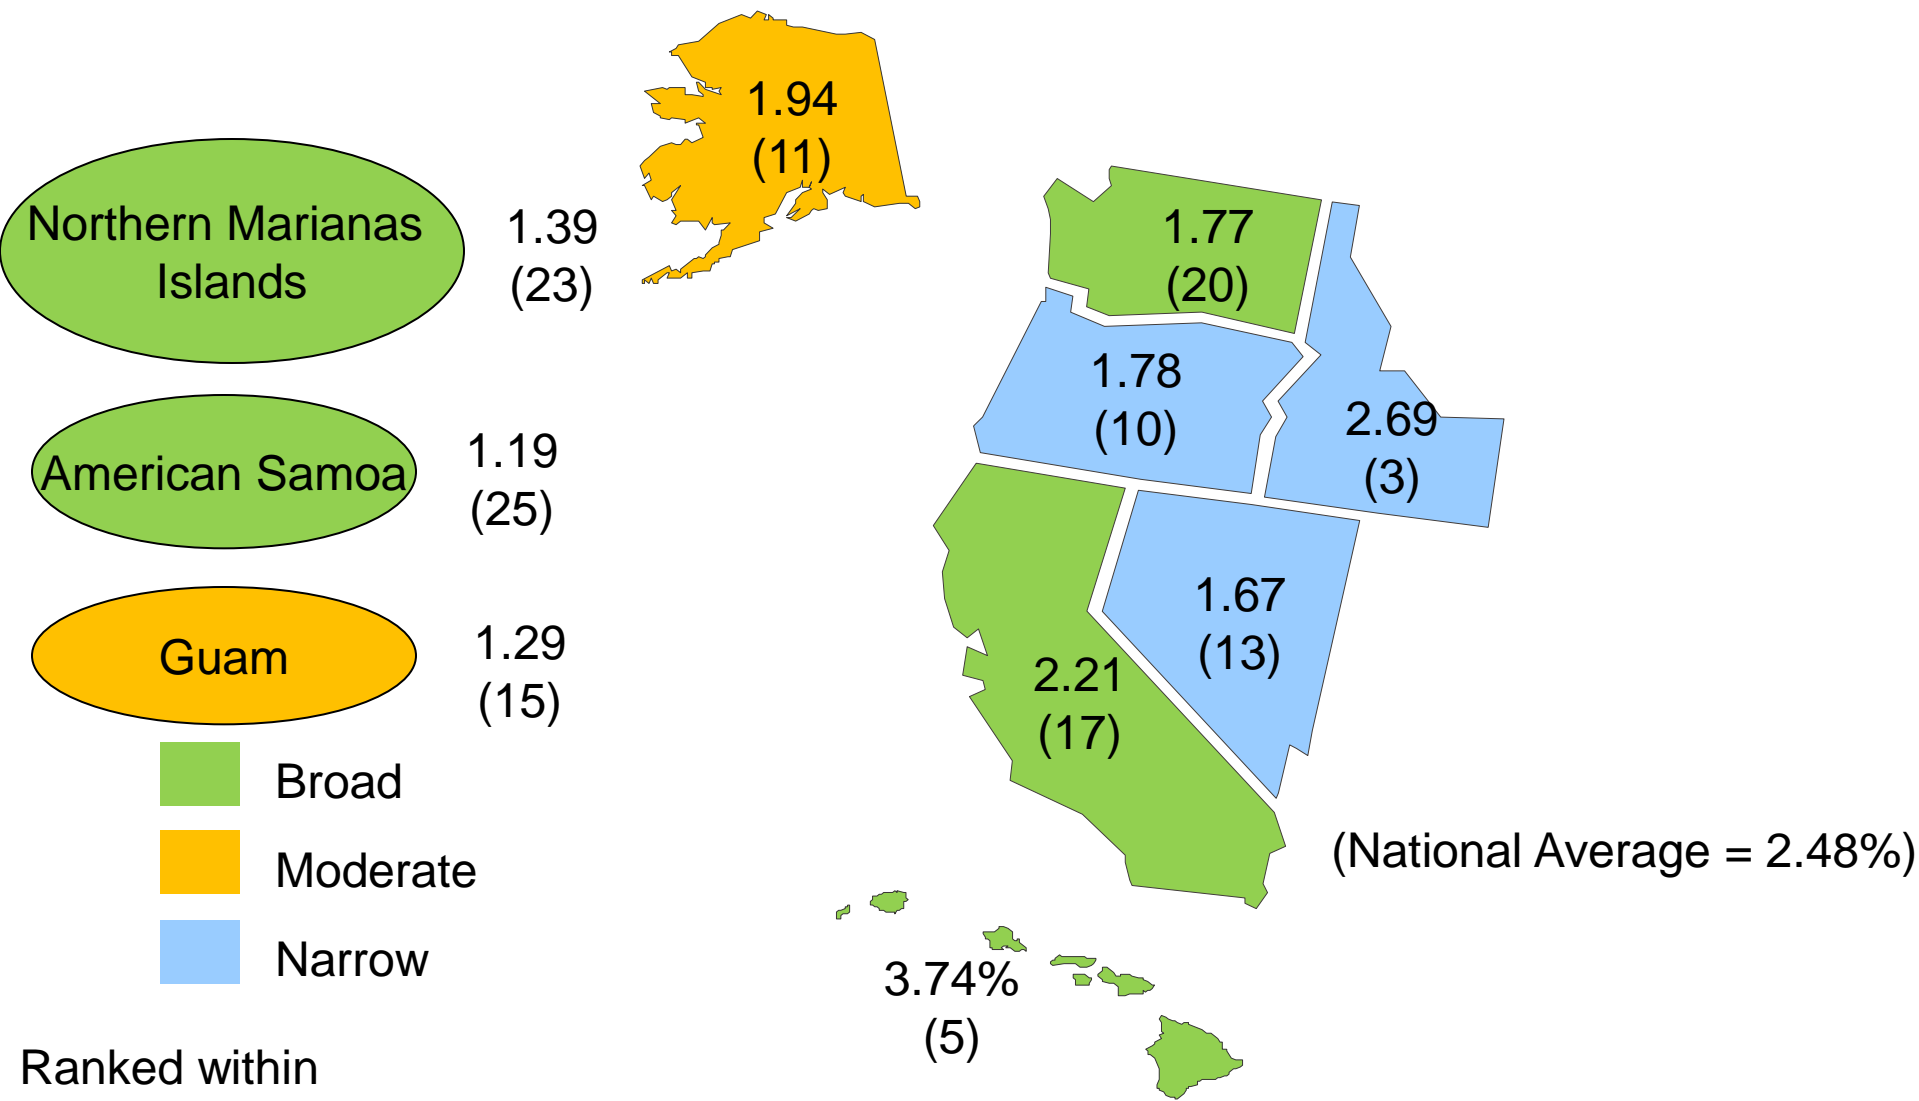 1.94
(11)
Northern Marianas
Islands
1.39
(23)
1.77
(20)
1.78
(10)
2.69
(3)
American Samoa
1.19
(25)
1.67
(13)
Guam
1.29
(15)
2.21
(17)
Broad
Moderate
Narrow
(National Average = 2.48%)
3.74%
(5)
Ranked within